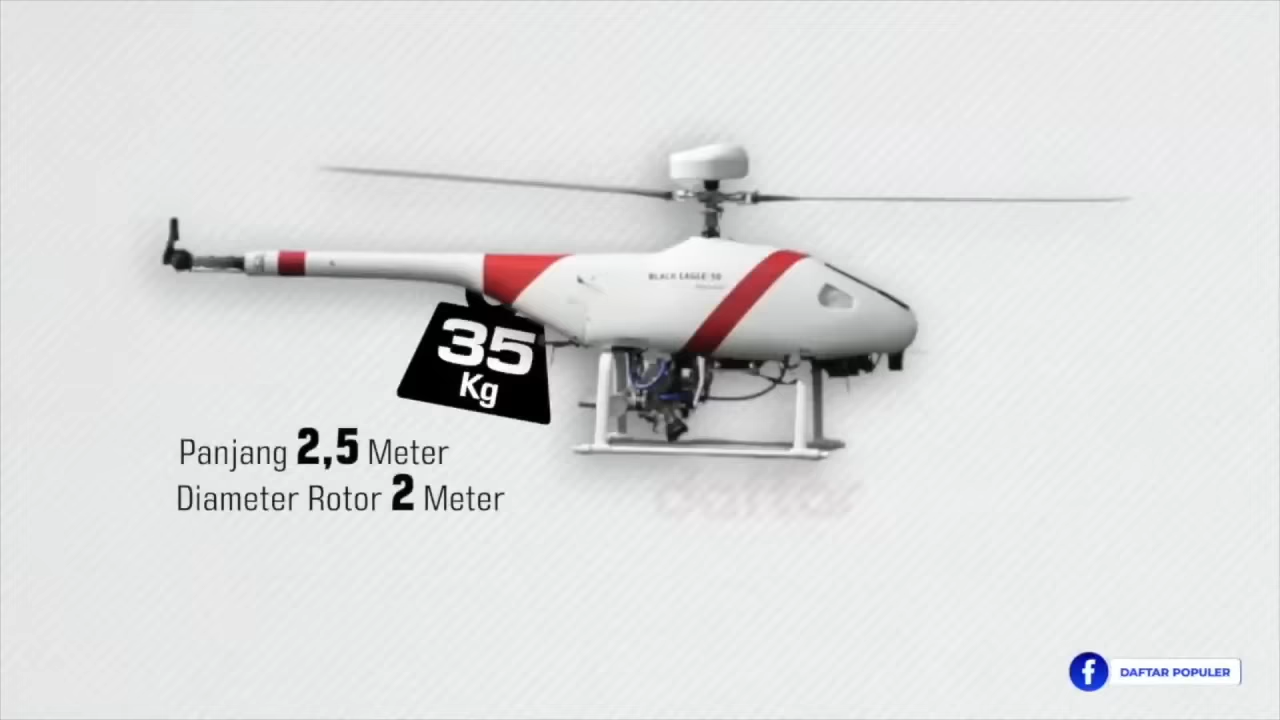 BLACK EAGLE 50
35
Kg
Panjang 2,5 Meter
Diameter Rotor 2 Meter
DAFTAR POPULER